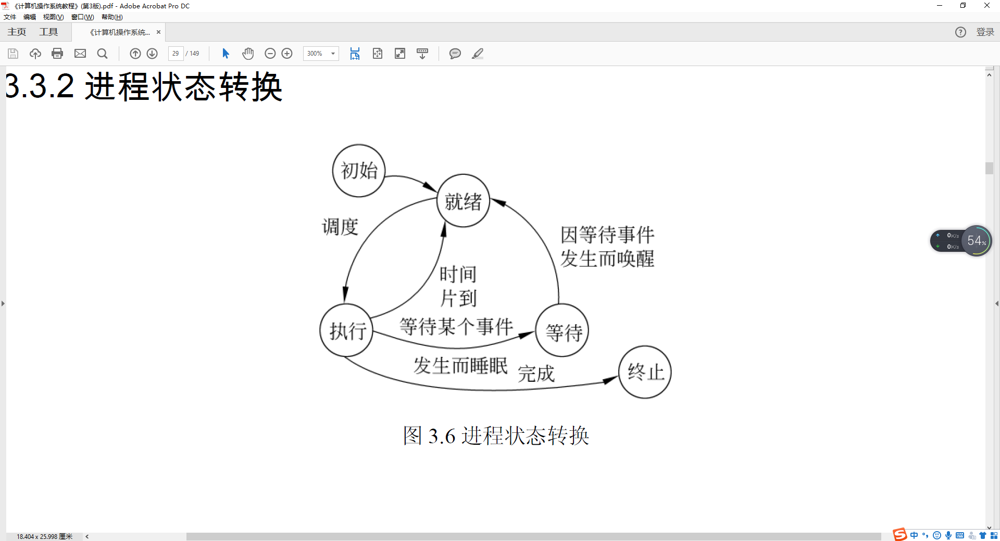 《计算机操作系统教程》(第3版).pdf - Adobe Acrobat Pro DC
文件 编辑 视图(V) 窗口(W) 帮助(H)
主页 工具 《计算机操作系统... × 登录
29 / 149 300%
3.3.2 进程状态转换
初始
就绪
调度
因等待事件
发生而唤醒
时间
片到
等待某个事件
执行
等待
发生而睡眠
完成
终止
图 3.6 进程状态转换
0K/s
0K/s
54%
18.404 x 25.998 厘米
中